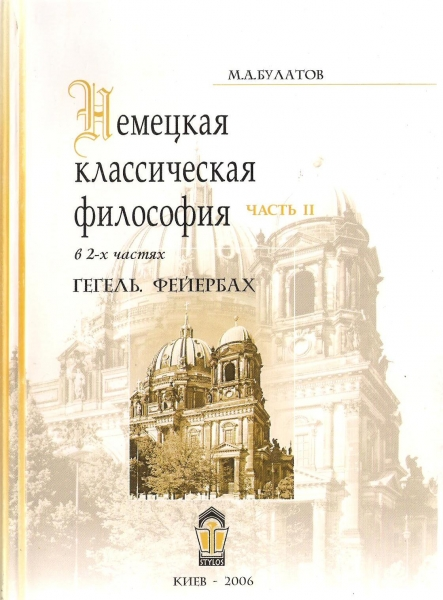 М.Д.БУЛАТОВ
Немецкая
классическая
философия ЧАСТЬ II
в 2-х частях
ГЕГЕЛЬ. ФЕЙЕРБАХ
STYLOS
КИЕВ - 2006